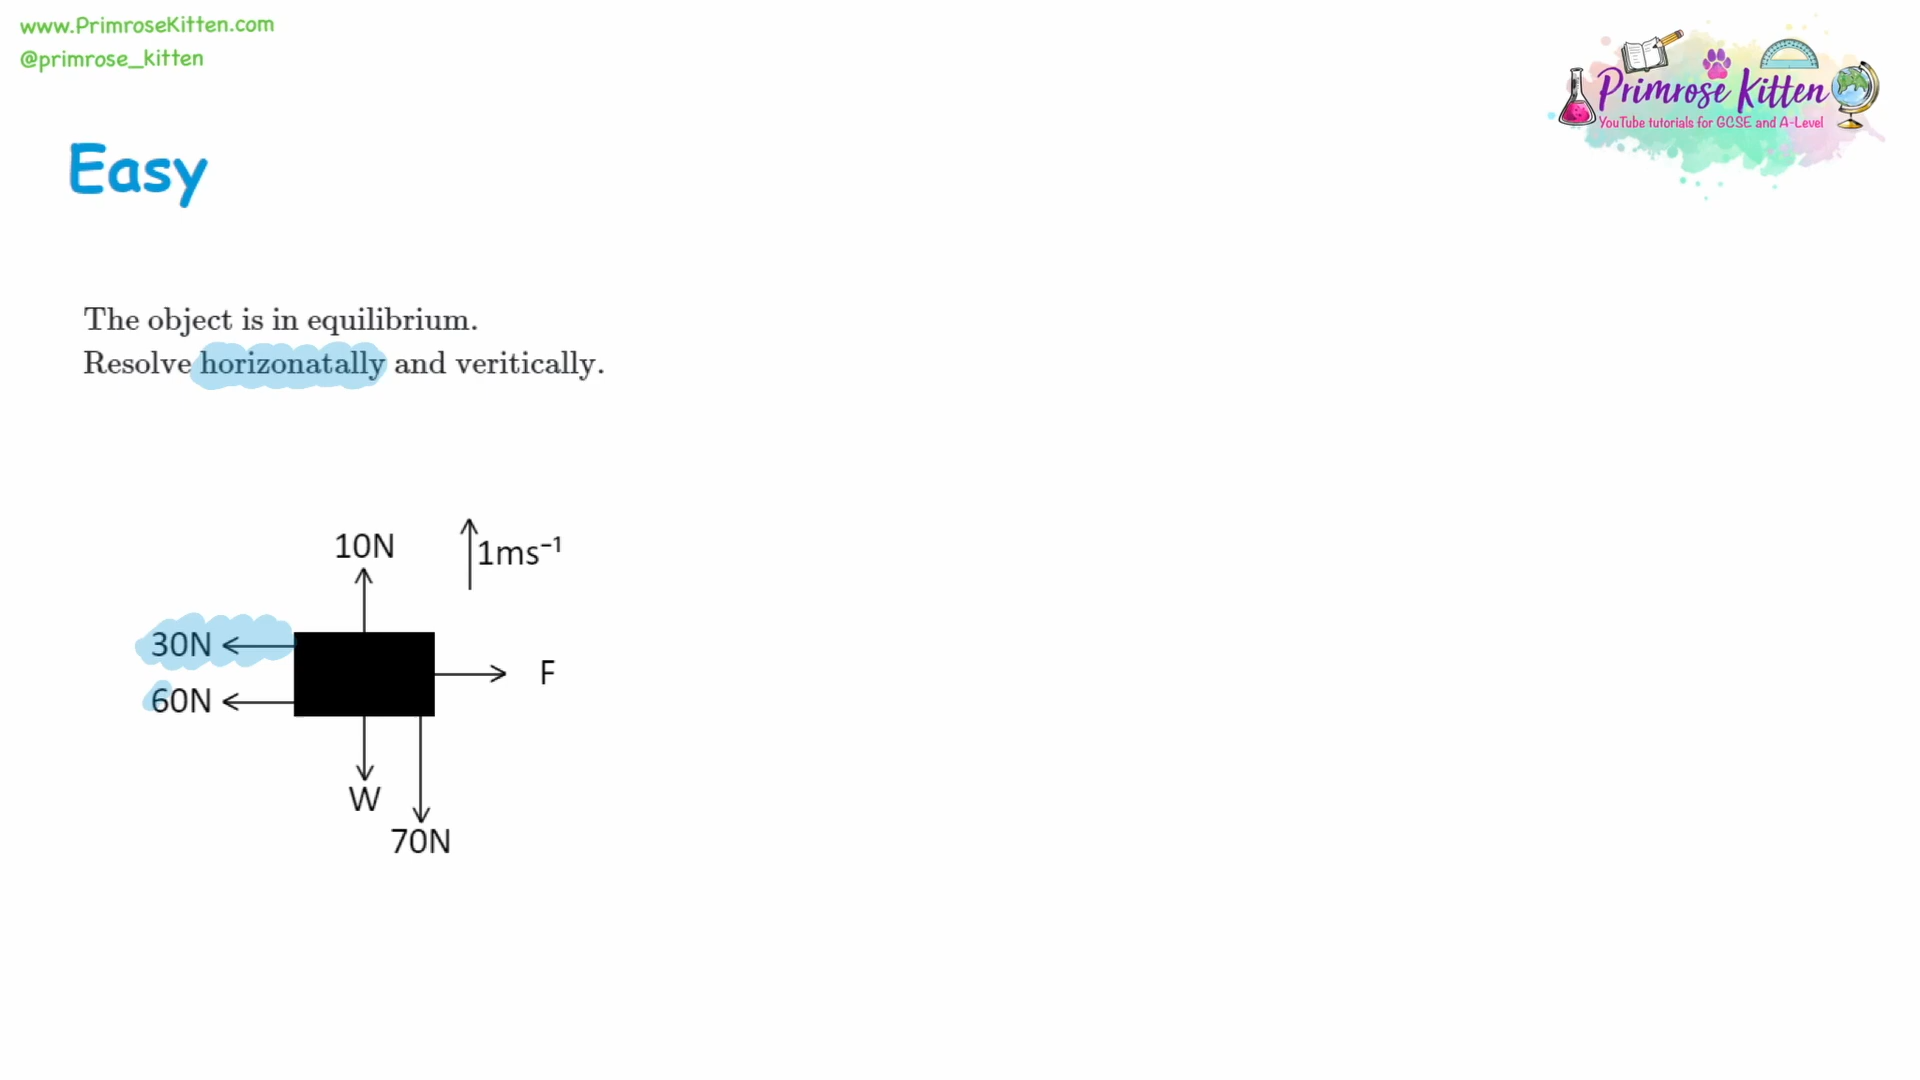 www.PrimroseKitten.com
@primrose_kitten
Primrose Kitten
YouTube tutorials for GCSE and A-Level
Easy
The object is in equilibrium.
Resolve horizonatally and veritically.
10N
1ms⁻¹
30N
F
60N
W
70N